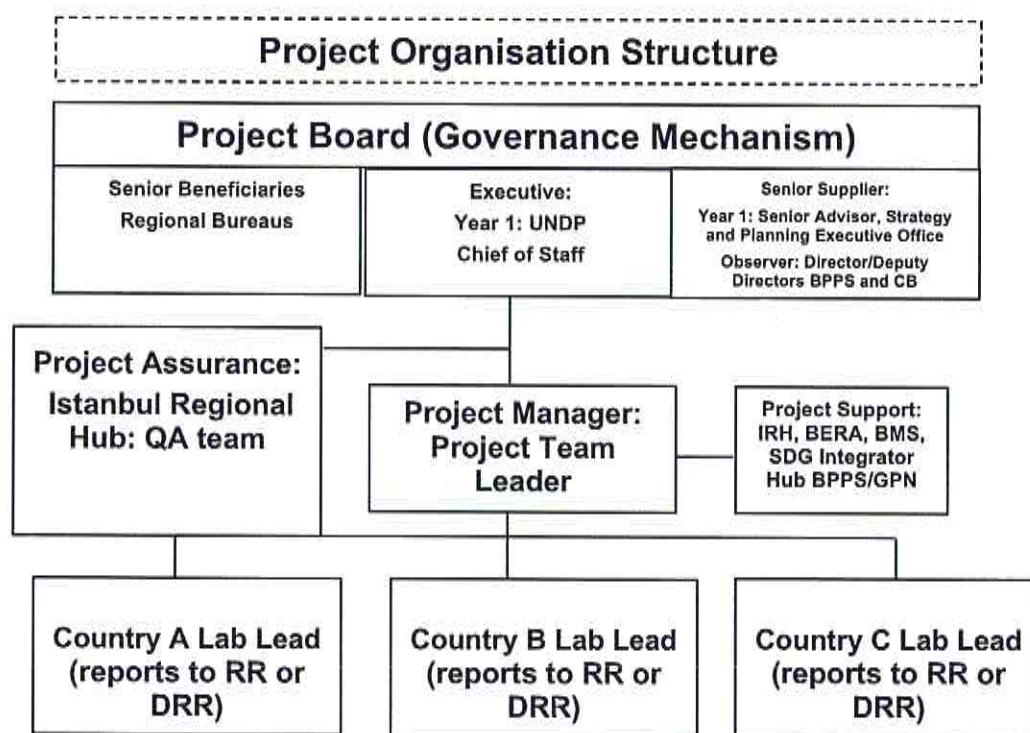 Project Organisation Structure
Project Board (Governance Mechanism)
Senior Beneficiaries
Regional Bureaus
Executive:
Year 1: UNDP
Chief of Staff
Senior Supplier:
Year 1: Senior Advisor, Strategy
and Planning Executive Office
Observer: Director/Deputy
Directors BPPS and CB
Project Assurance:
Istanbul Regional
Hub: QA team
Project Manager:
Project Team
Leader
Project Support:
IRH, BERA, BMS,
SDG Integrator
Hub BPPS/GPN
Country A Lab Lead
(reports to RR or
DRR)
Country B Lab Lead
(reports to RR or
DRR)
Country C Lab Lead
(reports to RR or
DRR)